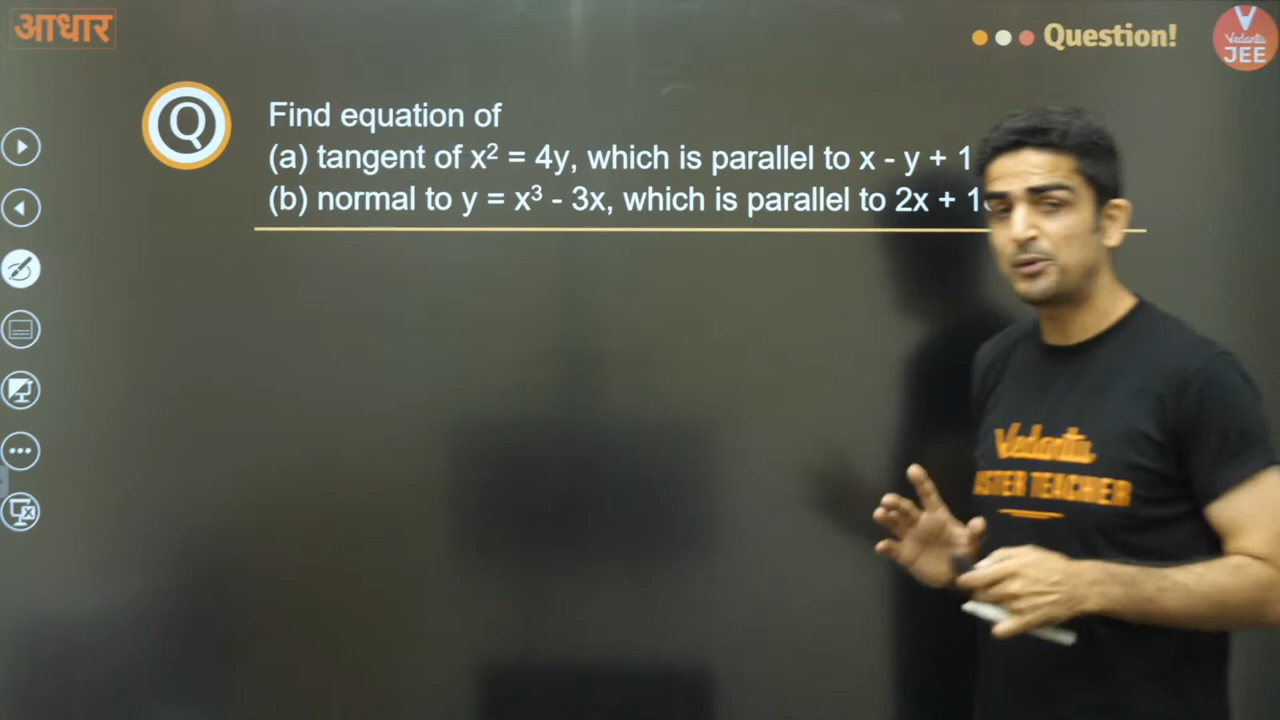 आधार
Question!
Vedantu
JEE
Q
Find equation of
(a) tangent of x² = 4y, which is parallel to x - y + 1
(b) normal to y = x³ - 3x, which is parallel to 2x + 1
Vedantu
TEACHER